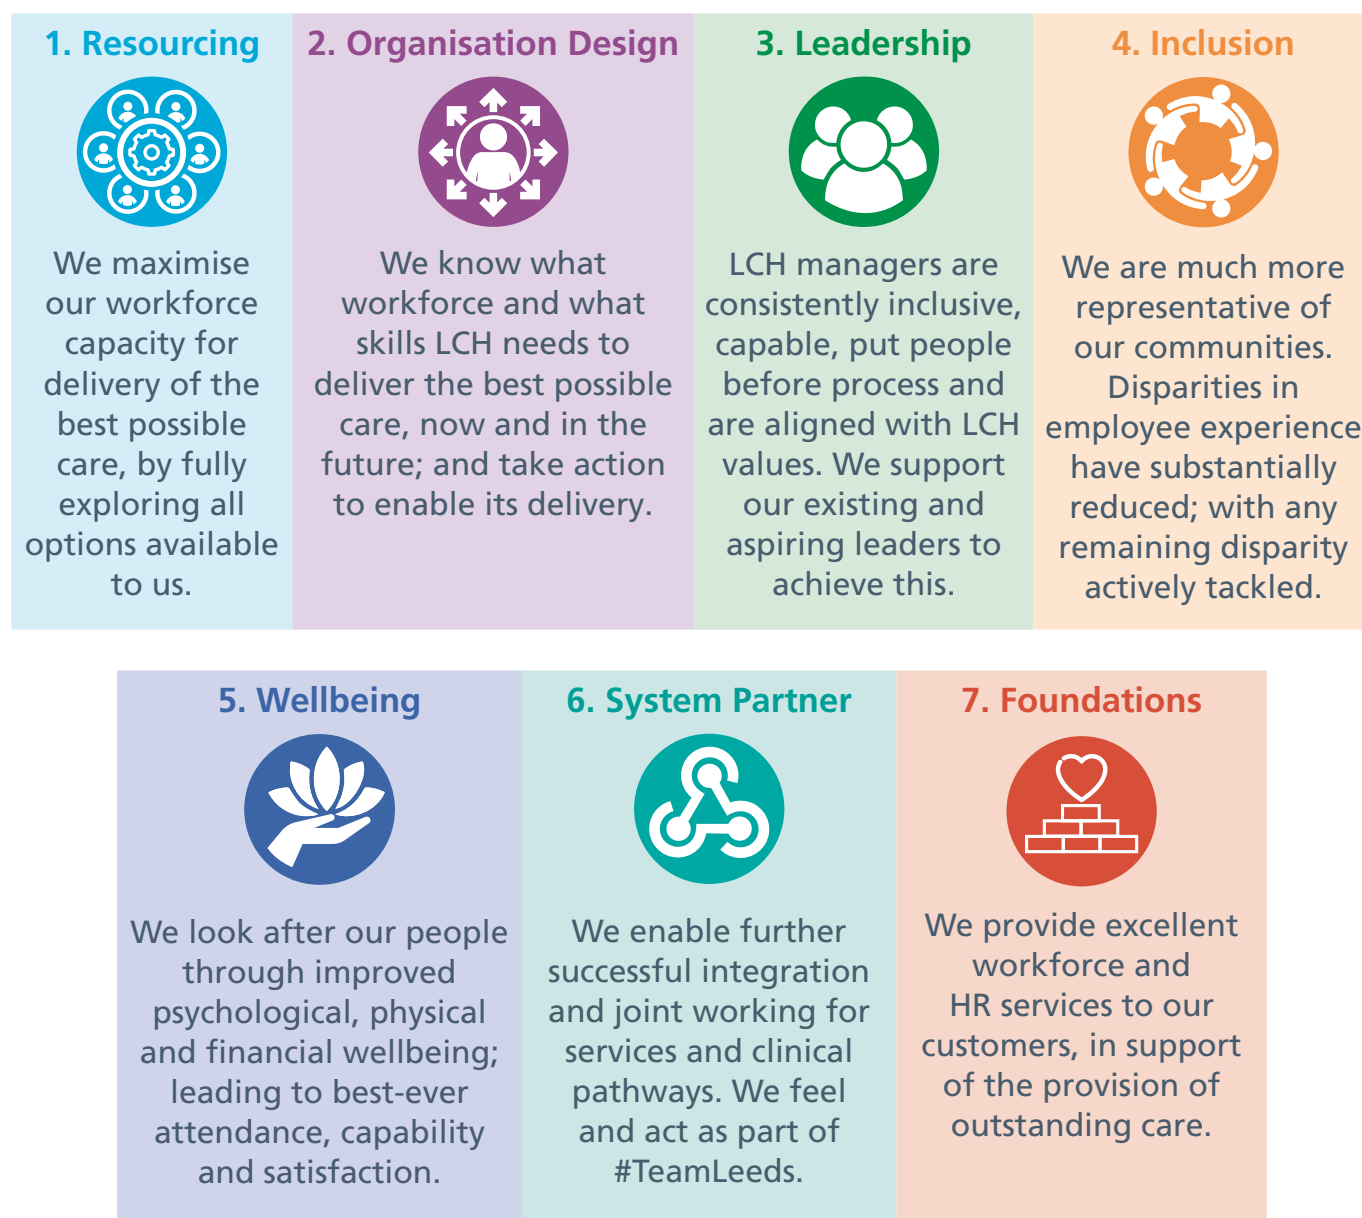 1. Resourcing
We maximise
our workforce
capacity for
delivery of the
best possible
care, by fully
exploring all
options available
to us.
2. Organisation Design
We know what
workforce and what
skills LCH needs to
deliver the best possible
care, now and in the
future; and take action
to enable its delivery.
3. Leadership
LCH managers are
consistently inclusive,
capable, put people
before process and
are aligned with LCH
values. We support
our existing and
aspiring leaders to
achieve this.
4. Inclusion
We are much more
representative of
our communities.
Disparities in
employee experience
have substantially
reduced; with any
remaining disparity
actively tackled.
5. Wellbeing
We look after our people
through improved
psychological, physical
and financial wellbeing;
leading to best-ever
attendance, capability
and satisfaction.
6. System Partner
We enable further
successful integration
and joint working for
services and clinical
pathways. We feel
and act as part of
#TeamLeeds.
7. Foundations
We provide excellent
workforce and
HR services to our
customers, in support
of the provision of
outstanding care.